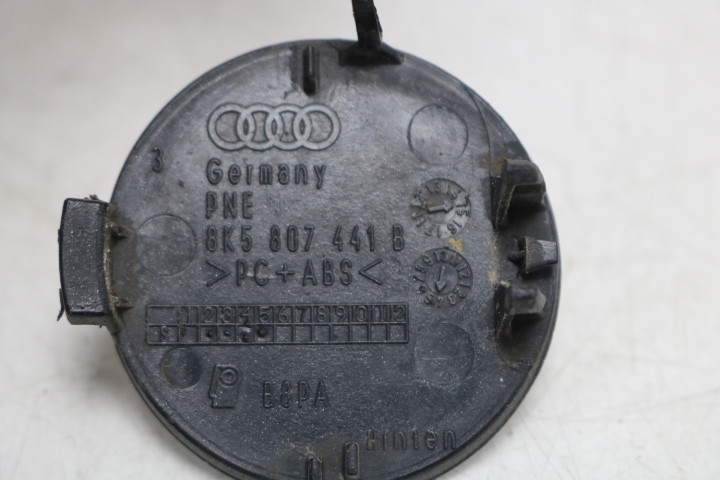 3
Germany
PNE
8K5 807 441 B
>PC+ABS<
1 2 3 4 5 6 7 8 9 10 11 12
B8PA
Hinten